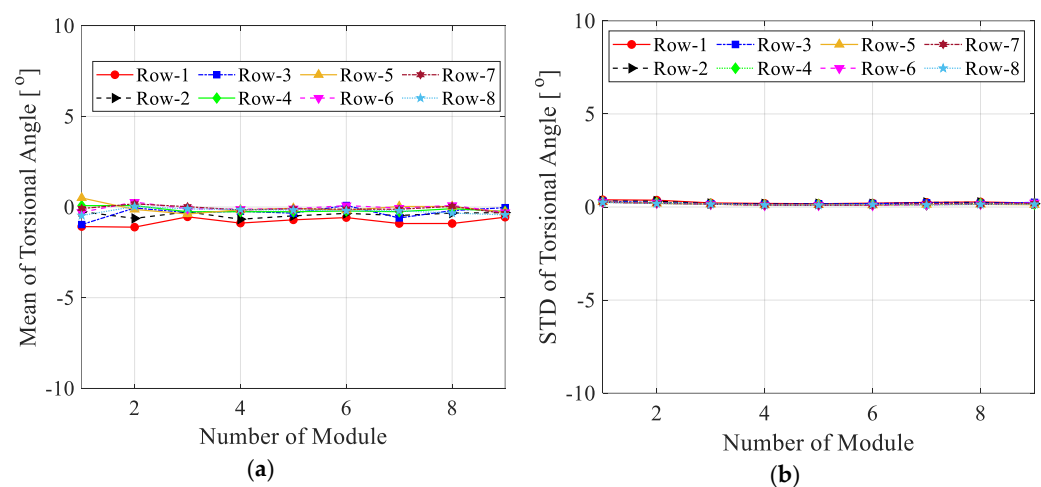 10
5
0
-5
-10
Mean of Torsional Angle [ o]
Row-1 Row-3 Row-5 Row-7
Row-2 Row-4 Row-6 Row-8
2 4 6 8
Number of Module
(a)
10
5
0
-5
-10
STD of Torsional Angle [ o]
Row-1 Row-3 Row-5 Row-7
Row-2 Row-4 Row-6 Row-8
2 4 6 8
Number of Module
(b)